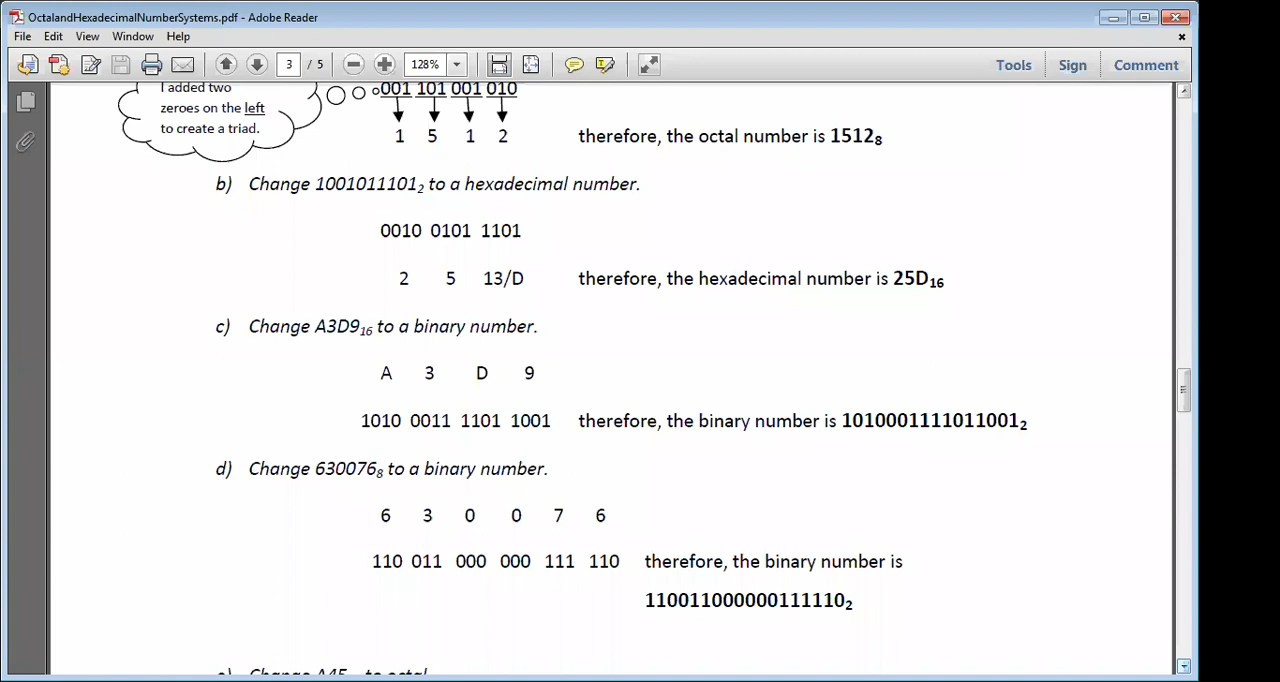 OctalandHexadecimalNumberSystems.pdf - Adobe Reader
File Edit View Window Help
3 / 5 128% Tools Sign Comment
I added two
zeroes on the left
to create a triad.
001 101 001 010
1 5 1 2 therefore, the octal number is 1512₈
b) Change 1001011101₂ to a hexadecimal number.
0010 0101 1101
2 5 13/D therefore, the hexadecimal number is 25D₁₆
c) Change A3D9₁₆ to a binary number.
A 3 D 9
1010 0011 1101 1001 therefore, the binary number is 1010001111011001₂
d) Change 630076₈ to a binary number.
6 3 0 0 7 6
110 011 000 000 111 110 therefore, the binary number is
110011000000111110₂
e) Change A45 to octal